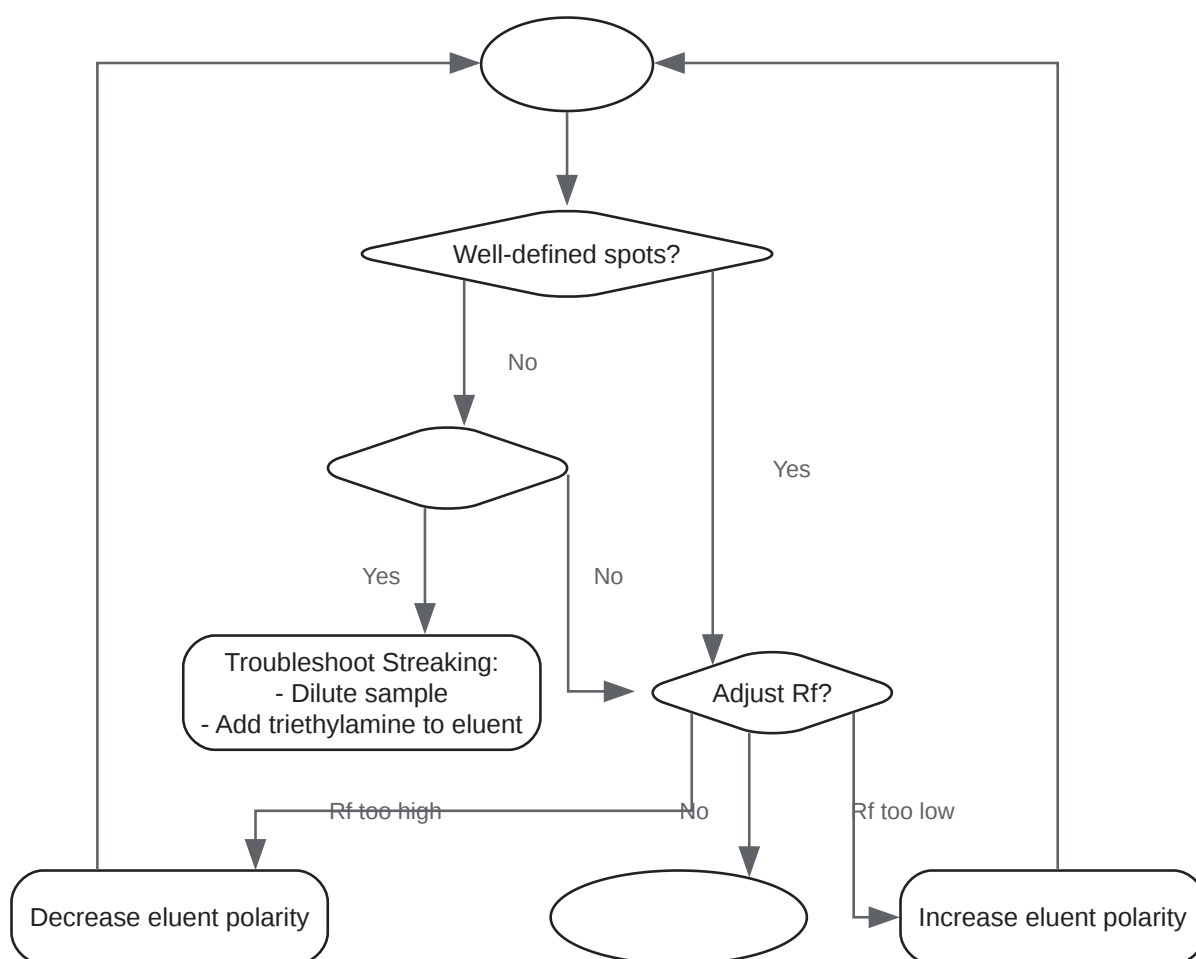 Well-defined spots?
No
Yes
Yes
No
Troubleshoot Streaking:
- Dilute sample
- Add triethylamine to eluent
Adjust Rf?
Rf too high
No
Rf too low
Decrease eluent polarity
Increase eluent polarity